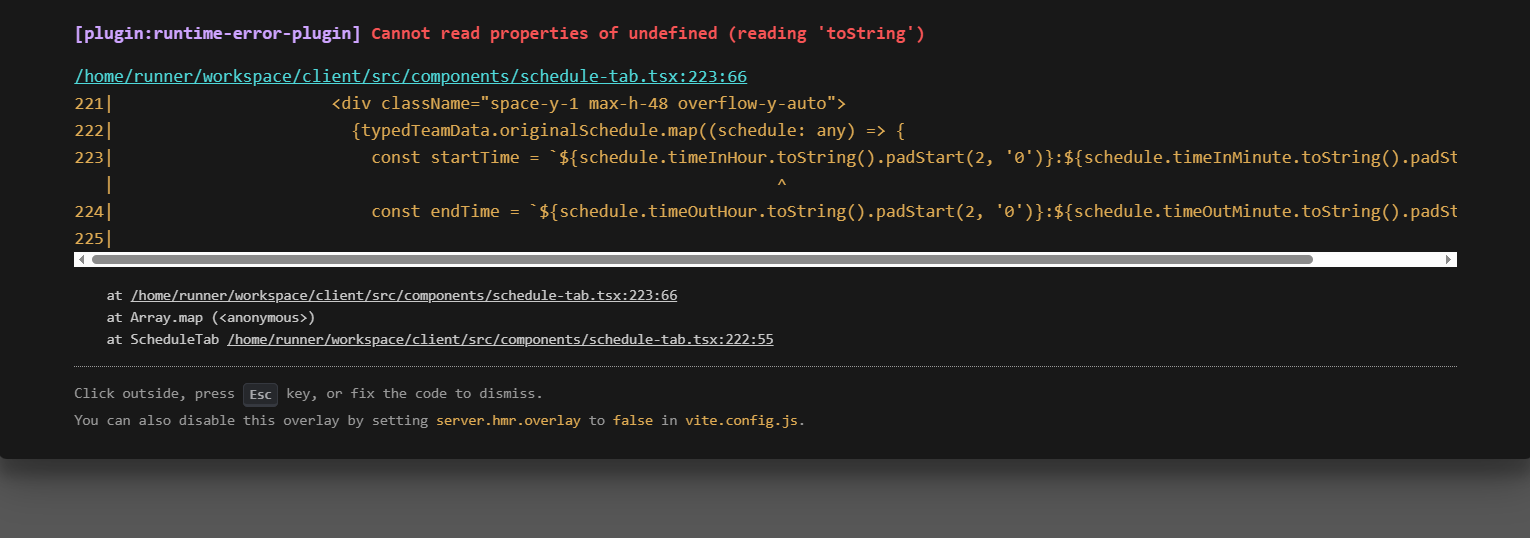 [plugin:runtime-error-plugin] Cannot read properties of undefined (reading 'toString')
/home/runner/workspace/client/src/components/schedule-tab.tsx:223:66
221|                      <div className="space-y-1 max-h-48 overflow-y-auto">
222|                        {typedTeamData.originalSchedule.map((schedule: any) => {
223|                          const startTime = `${schedule.timeInHour.toString().padStart(2, '0')}:${schedule.timeInMinute.toString().padSt
   |                                                                   ^
224|                          const endTime = `${schedule.timeOutHour.toString().padStart(2, '0')}:${schedule.timeOutMinute.toString().padSt
225|
at /home/runner/workspace/client/src/components/schedule-tab.tsx:223:66
at Array.map (<anonymous>)
at ScheduleTab /home/runner/workspace/client/src/components/schedule-tab.tsx:222:55
Click outside, press Esc key, or fix the code to dismiss.
You can also disable this overlay by setting server.hmr.overlay to false in vite.config.js.